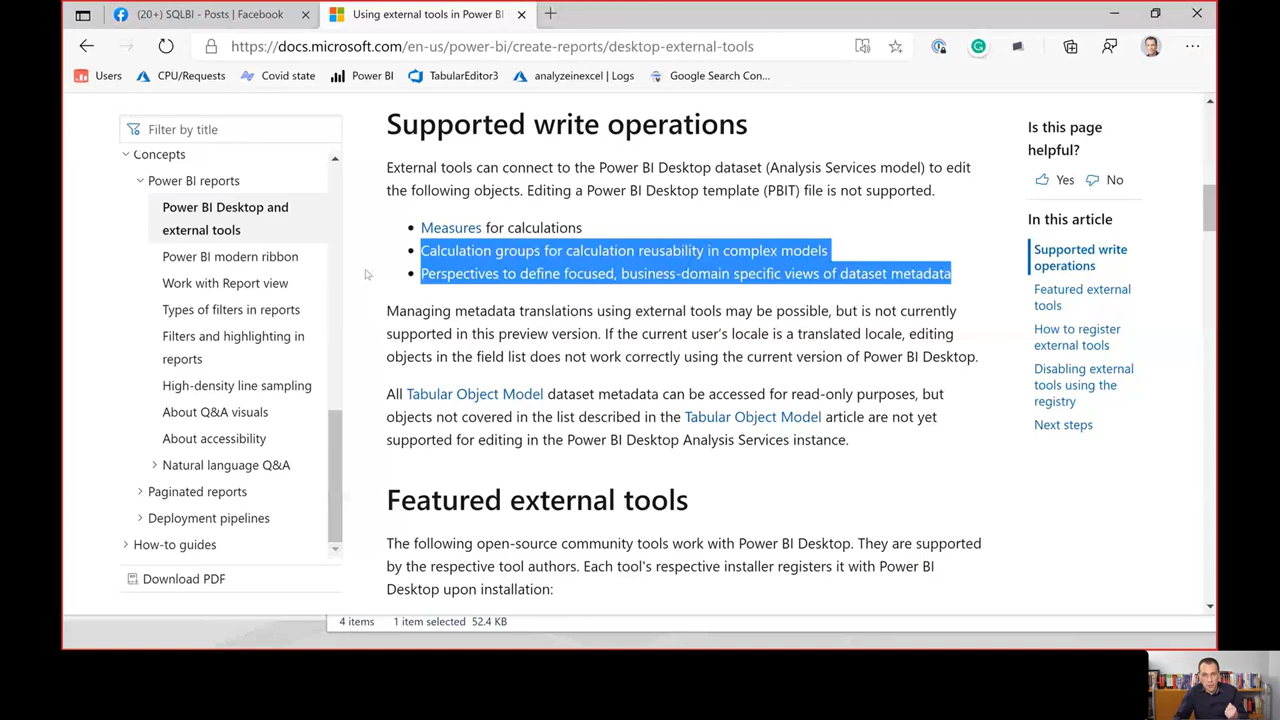 (20+) SQLBI - Posts | Facebook
Using external tools in Power BI
https://docs.microsoft.com/en-us/power-bi/create-reports/desktop-external-tools
Users
CPU/Requests
Covid state
Power BI
TabularEditor3
analyzeinexcel | Logs
Google Search Con...
Filter by title
Concepts
Power BI reports
Power BI Desktop and
external tools
Power BI modern ribbon
Work with Report view
Types of filters in reports
Filters and highlighting in
reports
High-density line sampling
About Q&A visuals
About accessibility
Natural language Q&A
Paginated reports
Deployment pipelines
How-to guides
Download PDF
Supported write operations
External tools can connect to the Power BI Desktop dataset (Analysis Services model) to edit
the following objects. Editing a Power BI Desktop template (PBIT) file is not supported.
• Measures for calculations
• Calculation groups for calculation reusability in complex models
• Perspectives to define focused, business-domain specific views of dataset metadata
Managing metadata translations using external tools may be possible, but is not currently
supported in this preview version. If the current user's locale is a translated locale, editing
objects in the field list does not work correctly using the current version of Power BI Desktop.
All Tabular Object Model dataset metadata can be accessed for read-only purposes, but
objects not covered in the list described in the Tabular Object Model article are not yet
supported for editing in the Power BI Desktop Analysis Services instance.
Featured external tools
The following open-source community tools work with Power BI Desktop. They are supported
by the respective tool authors. Each tool's respective installer registers it with Power BI
Desktop upon installation:
Is this page
helpful?
Yes
No
In this article
Supported write
operations
Featured external
tools
How to register
external tools
Disabling external
tools using the
registry
Next steps
4 items
1 item selected 52.4 KB